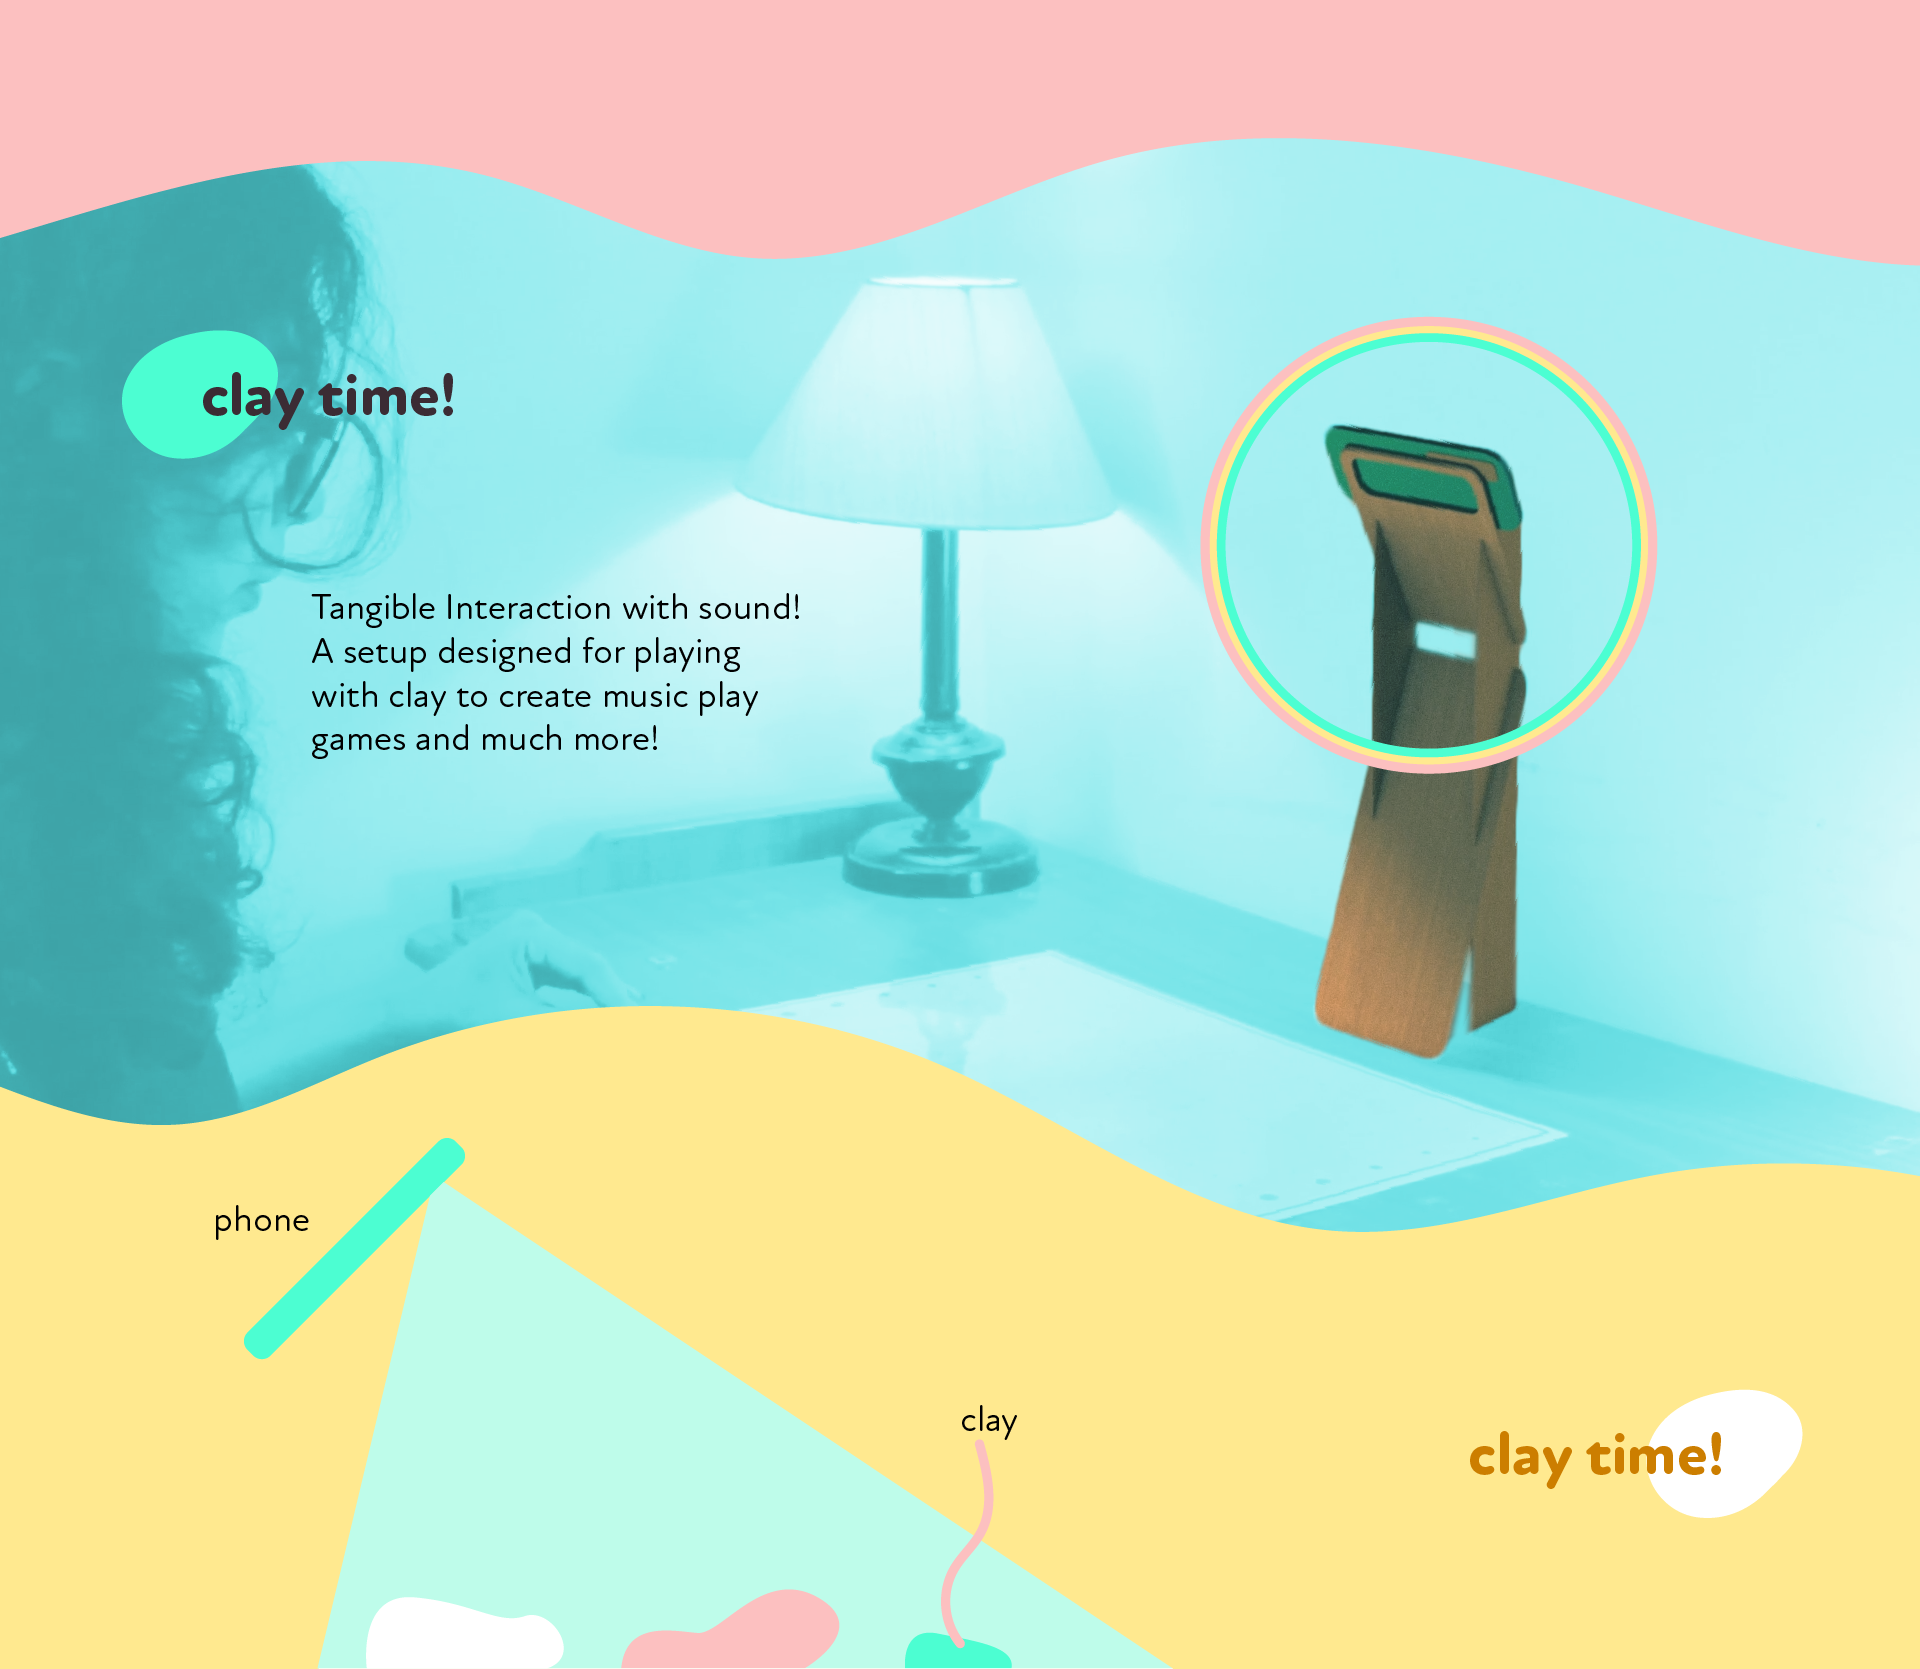 clay time!
Tangible Interaction with sound!
A setup designed for playing
with clay to create music play
games and much more!
phone
clay
clay time!